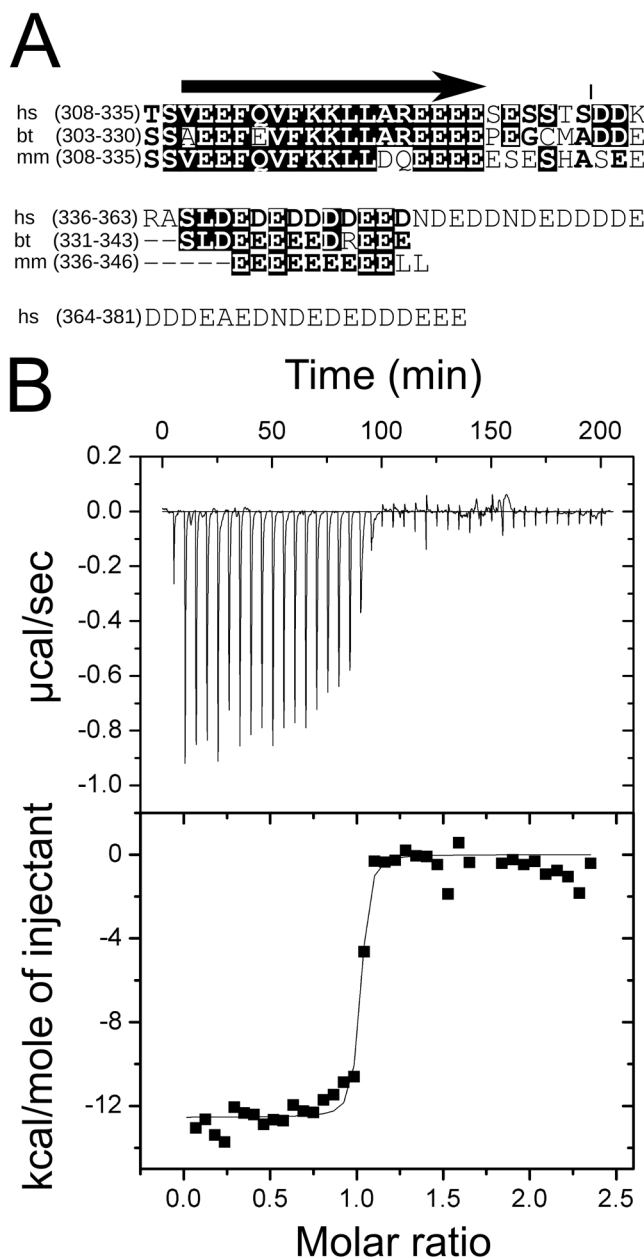 A
hs (308-335) TSVEEFQVFKKLLAREEEESESSTSDDK
bt (303-330) SSAEEFEVFKKLLAREEEEPEGCMADDE
mm (308-335) SSVEEFQVFKKLLDQEEEEESESHASEE
hs (336-363) RASLDEDEDDDDEEDNDEDDNDEDDDDE
bt (331-343) --SLDEEEEEDREEE
mm (336-346) -----EEEEEEEEELL
hs (364-381) DDDEAEDNDEDEDDDEEE
B
Time (min)
0 50 100 150 200
0.2
0.0
-0.2
-0.4
-0.6
-0.8
-1.0
µcal/sec
0
-4
-8
-12
kcal/mole of injectant
0.0 0.5 1.0 1.5 2.0 2.5
Molar ratio